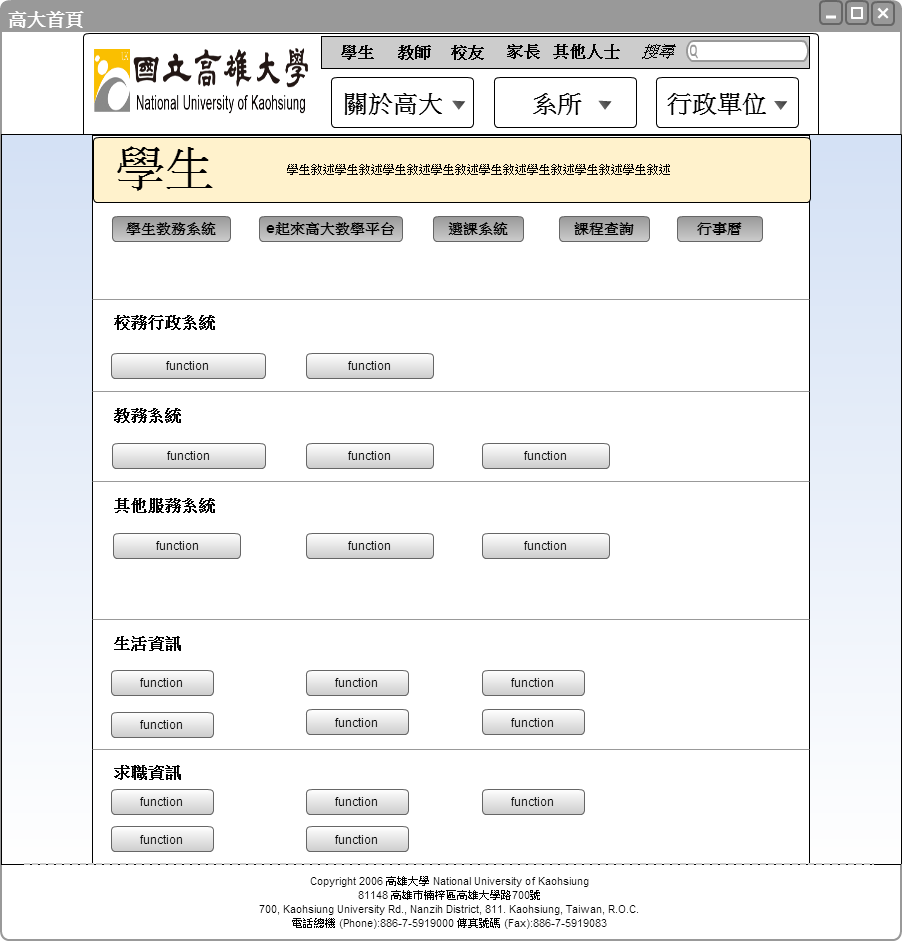 高大首頁
國立高雄大學
National University of Kaohsiung
學生 教師 校友 家長 其他人士 搜尋
關於高大 系所 行政單位
學生
學生敘述學生敘述學生敘述學生敘述學生敘述學生敘述學生敘述學生敘述
學生教務系統 e起來高大教學平台 選課系統 課程查詢 行事曆
校務行政系統
function function
教務系統
function function function
其他服務系統
function function function
生活資訊
function function function
function function function
求職資訊
function function function
function function
Copyright 2006 高雄大學 National University of Kaohsiung
81148 高雄市楠梓區高雄大學路700號
700, Kaohsiung University Rd., Nanzih District, 811. Kaohsiung, Taiwan, R.O.C.
電話總機 (Phone):886-7-5919000 傳真號碼 (Fax):886-7-5919083